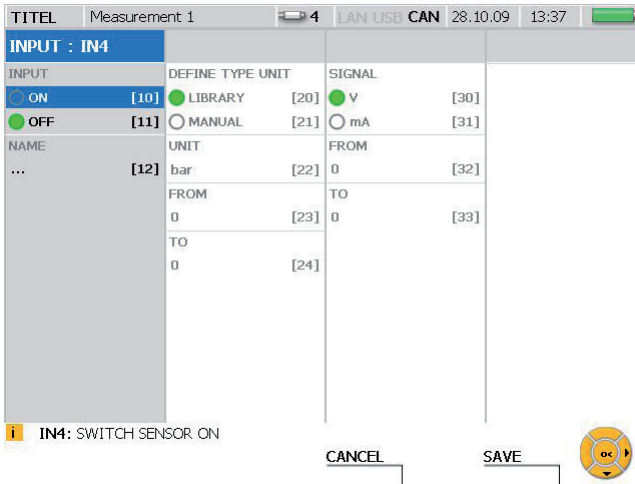 TITEL Measurement 1 4 LAN USB CAN 28.10.09 13:37
INPUT : IN4
INPUT DEFINE TYPE UNIT SIGNAL
ON [10] LIBRARY [20] V [30]
OFF [11] MANUAL [21] mA [31]
NAME UNIT FROM
... [12] bar [22] 0 [32]
FROM TO
0 [23] 0 [33]
TO
0 [24]
i IN4: SWITCH SENSOR ON
CANCEL SAVE OK